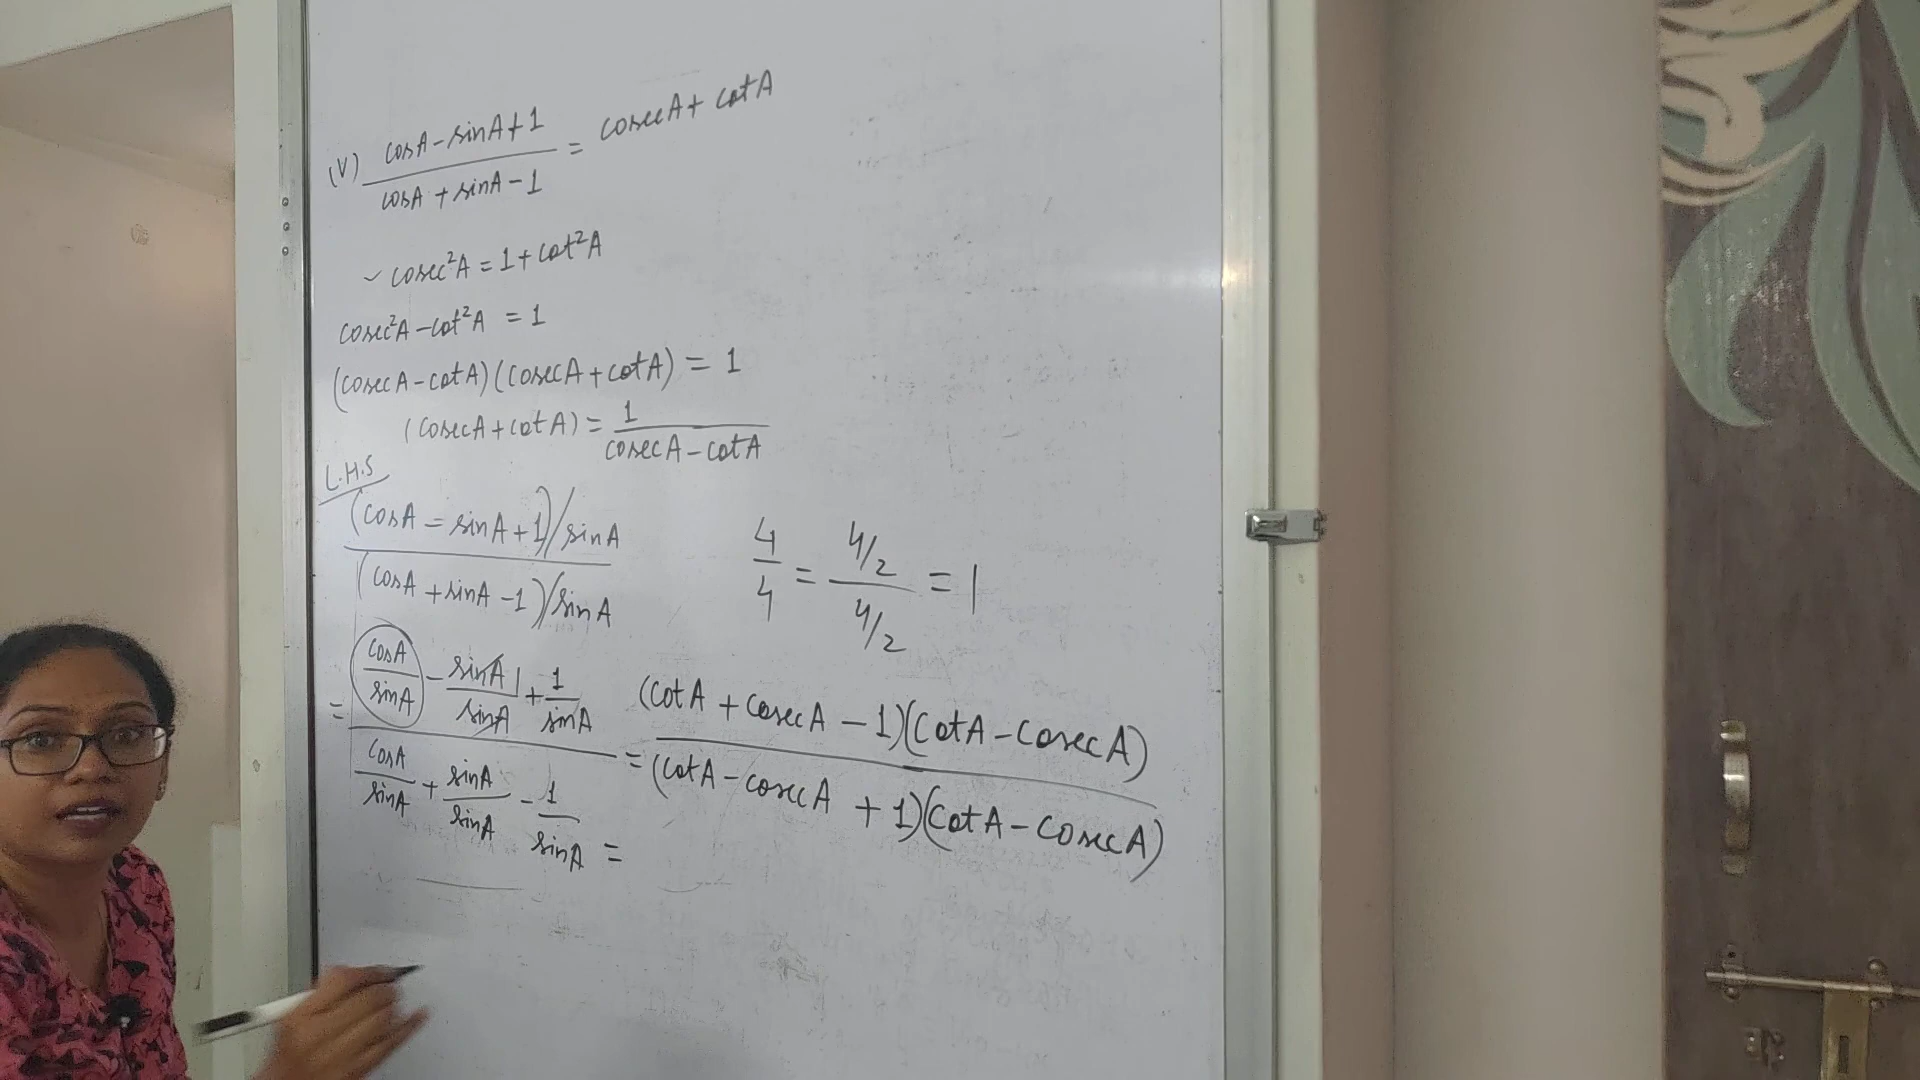 (V) (cosA - sinA + 1) / (cosA + sinA - 1) = cosecA + cotA
cosec²A = 1 + cot²A
cosec²A - cot²A = 1
(cosecA - cotA)(cosecA + cotA) = 1
(cosecA + cotA) = 1 / (cosecA - cotA)
L.H.S
(cosA = sinA + 1)/sinA
(cosA + sinA - 1)/sinA
4/4 = (4/2)/(4/2) = 1
= (cosA/sinA - sinA/sinA + 1/sinA) / (cosA/sinA + sinA/sinA - 1/sinA) = (cotA + cosecA - 1)(cotA - cosecA) / (cotA - cosecA + 1)(cotA - cosecA)
=